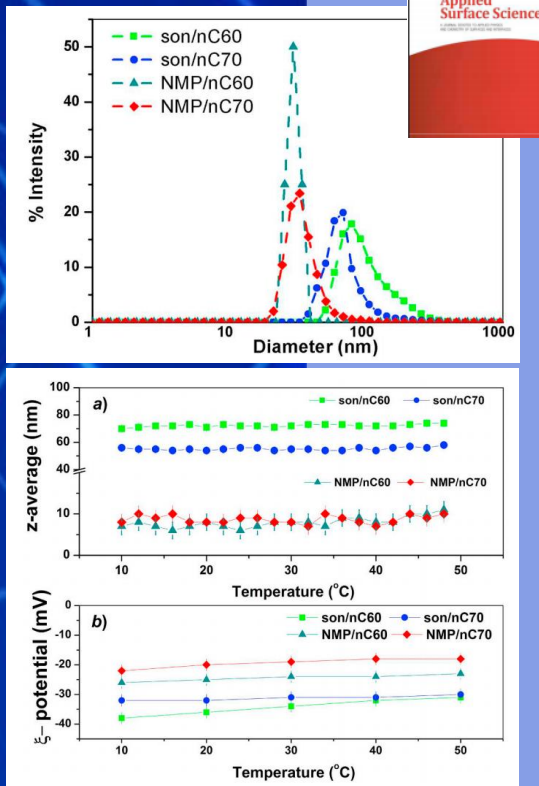 Applied
Surface Science
son/nC60
son/nC70
NMP/nC60
NMP/nC70
% Intensity
50
40
30
20
10
0
1
10
100
1000
Diameter (nm)
a)
son/nC60
son/nC70
z-average (nm)
100
80
60
40
NMP/nC60
NMP/nC70
10
0
10
20
30
40
50
Temperature (°C)
b)
son/nC60
son/nC70
NMP/nC60
NMP/nC70
ξ– potential (mV)
0
-10
-20
-30
-40
10
20
30
40
50
Temperature (°C)